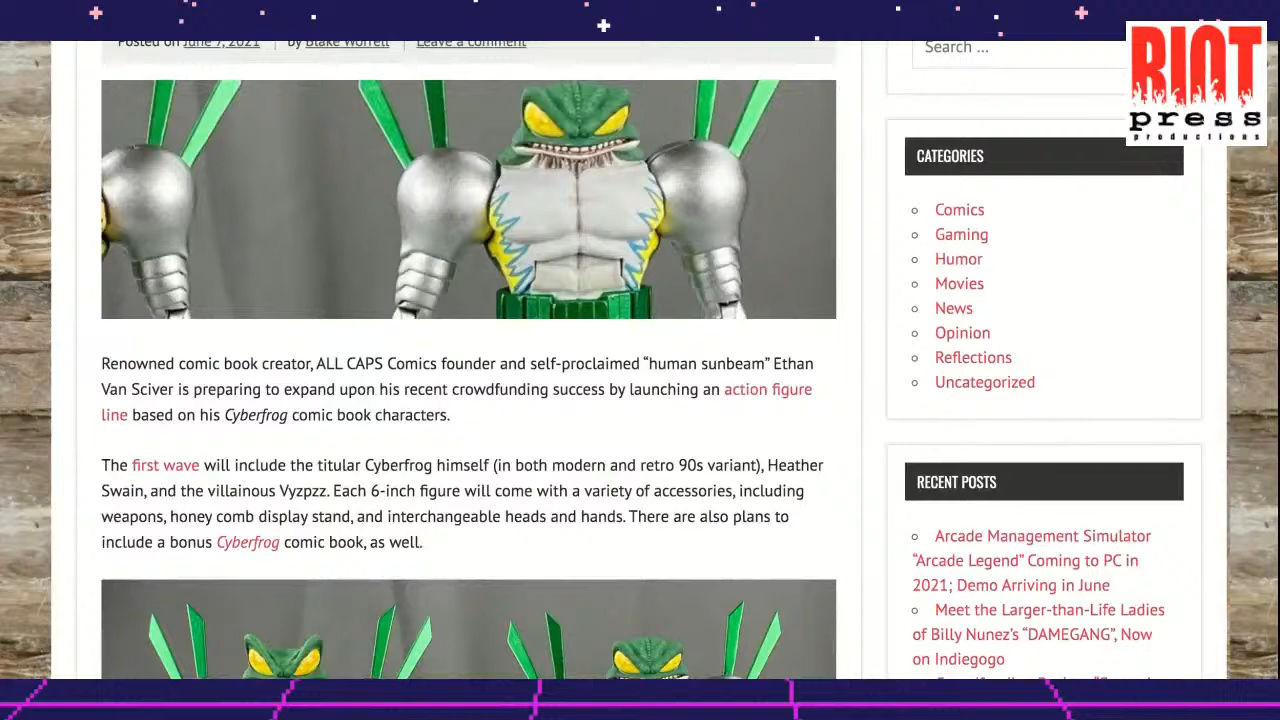 Posted on June 7, 2021 by Blake Worrell Leave a comment
Renowned comic book creator, ALL CAPS Comics founder and self-proclaimed “human sunbeam” Ethan
Van Sciver is preparing to expand upon his recent crowdfunding success by launching an action figure
line based on his Cyberfrog comic book characters.
The first wave will include the titular Cyberfrog himself (in both modern and retro 90s variant), Heather
Swain, and the villainous Vyzpzz. Each 6-inch figure will come with a variety of accessories, including
weapons, honey comb display stand, and interchangeable heads and hands. There are also plans to
include a bonus Cyberfrog comic book, as well.
Search ...
RIOT
press
productions
CATEGORIES
Comics
Gaming
Humor
Movies
News
Opinion
Reflections
Uncategorized
RECENT POSTS
Arcade Management Simulator
“Arcade Legend” Coming to PC in
2021; Demo Arriving in June
Meet the Larger-than-Life Ladies
of Billy Nunez’s “DAMEGANG”, Now
on Indiegogo